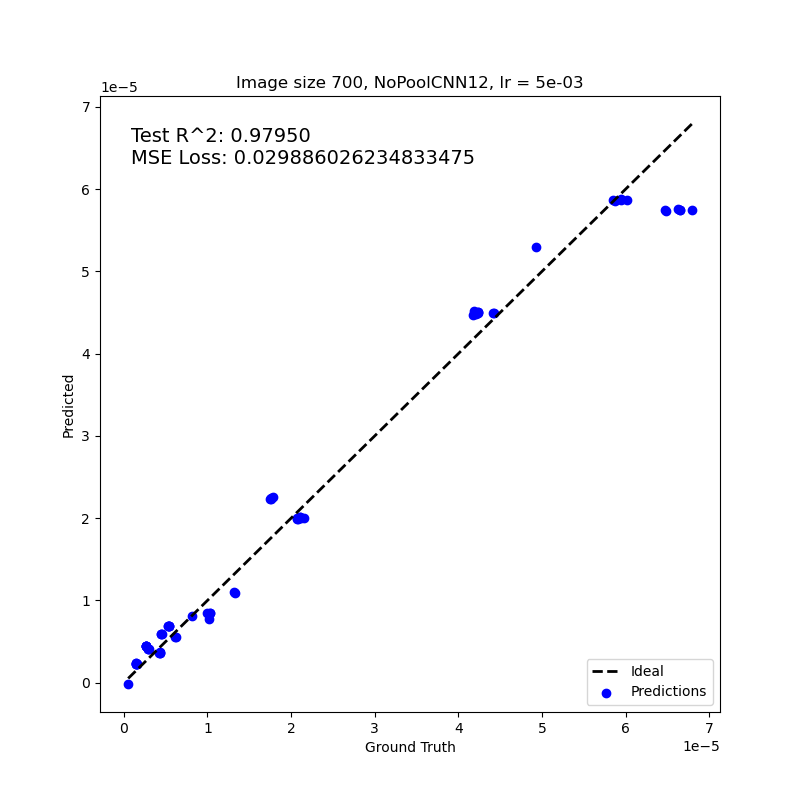 Image size 700, NoPoolCNN12, lr = 5e-03
1e−5
Test R^2: 0.97950
MSE Loss: 0.029886026234833475
7
6
5
4
3
2
1
0
Predicted
Ideal
Predictions
0 1 2 3 4 5 6 7
Ground Truth
1e−5